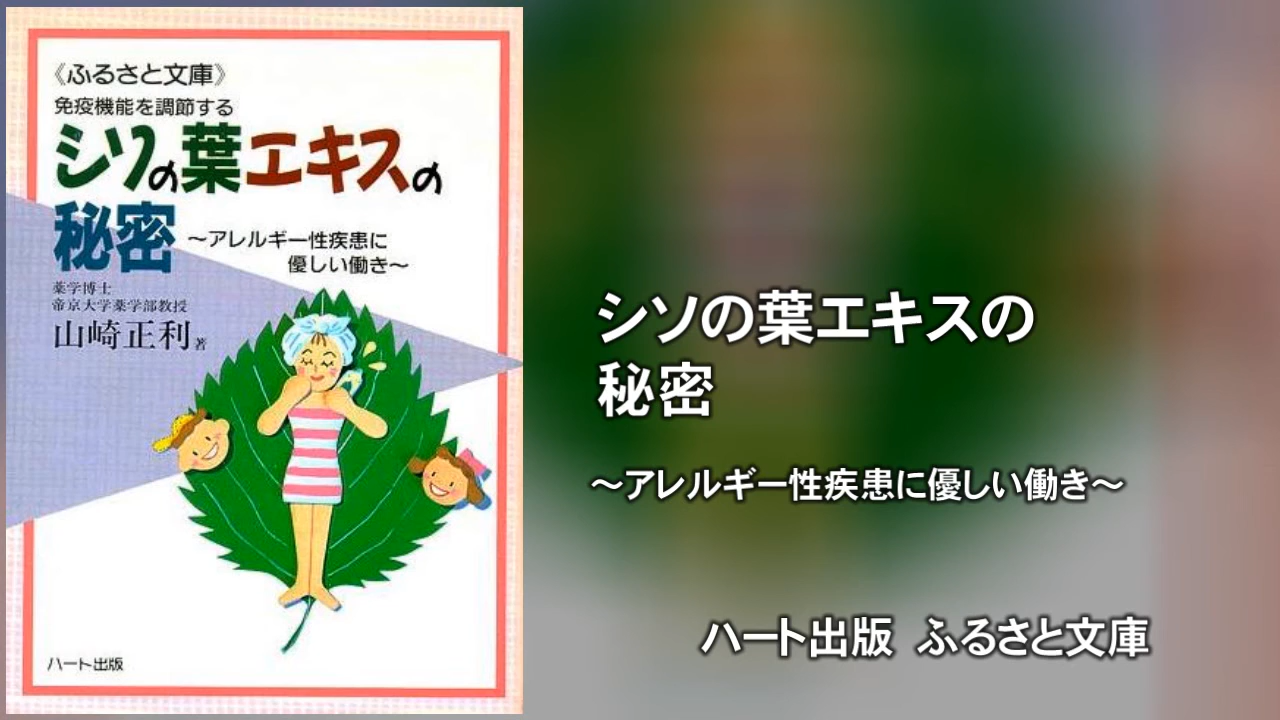 《ふるさと文庫》
免疫機能を調節する
シソの葉エキスの
秘密
～アレルギー性疾患に
優しい働き～
薬学博士
帝京大学薬学部教授
山崎正利著
ハート出版
シソの葉エキスの
秘密
～アレルギー性疾患に優しい働き～
ハート出版 ふるさと文庫